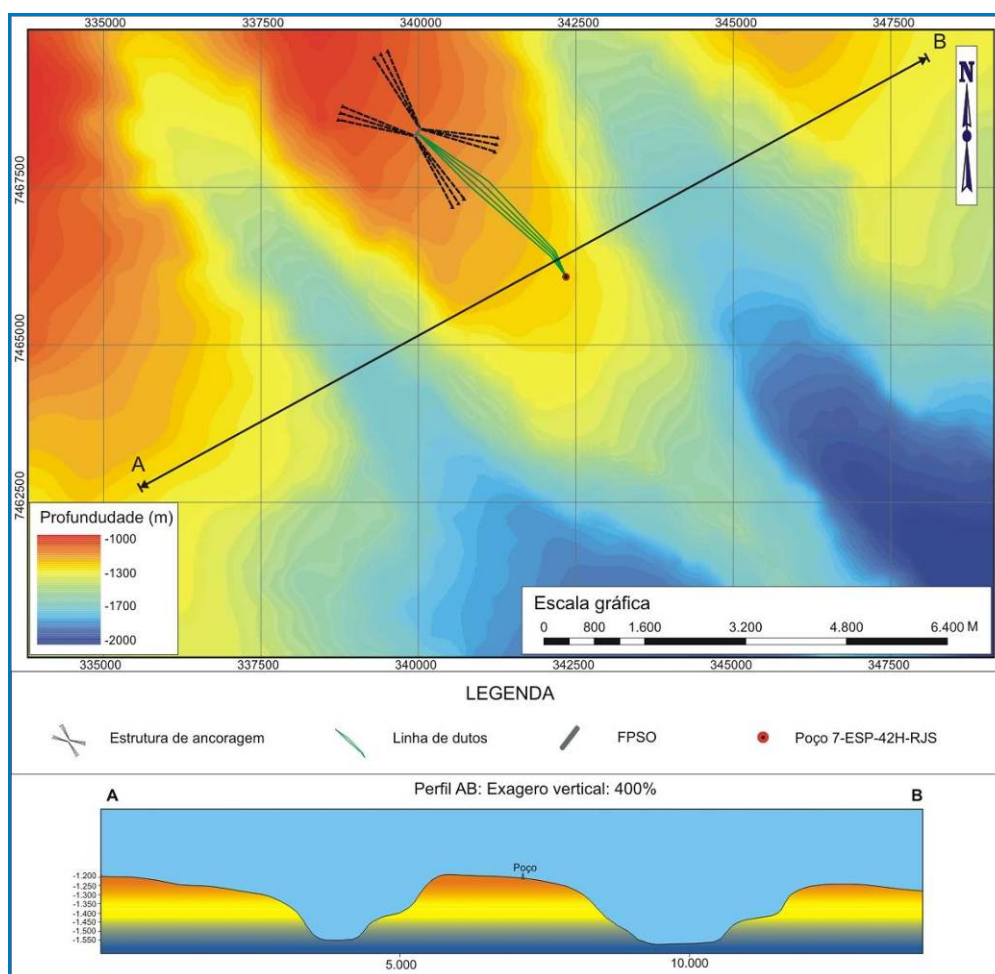 335000 337500 340000 342500 345000 347500
B
N
7467500
7465000
7462500
A
Profundudade (m)
-1000
-1300
-1700
-2000
Escala gráfica
0 800 1.600 3.200 4.800 6.400 M
335000 337500 340000 342500 345000 347500
LEGENDA
Estrutura de ancoragem Linha de dutos FPSO Poço 7-ESP-42H-RJS
Perfil AB: Exagero vertical: 400%
A B
Poço
-1.200
-1.250
-1.300
-1.350
-1.400
-1.450
-1.500
-1.550
5.000 10.000